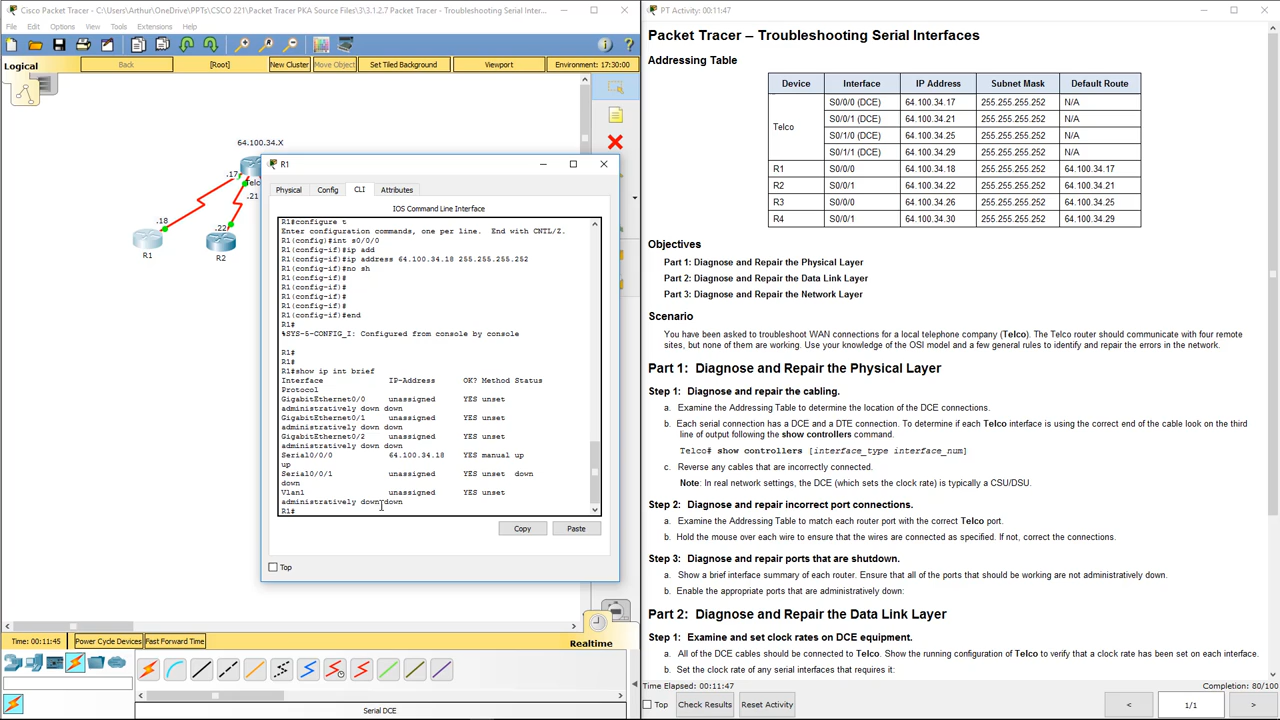 Cisco Packet Tracer - C:\Users\Arthur\OneDrive\PPTs\CSCO 221\Packet Tracer PKA Source Files\3\3.1.2.7 Packet Tracer - Troubleshooting Serial Inter...
File Edit Options View Tools Extensions Help
Logical
Back
[Root]
New Cluster
Move Object
Set Tiled Background
Viewport
Environment: 17:30:00
64.100.34.X
.17
Telc
.21
.18
.22
R1
R2
R1
Physical
Config
CLI
Attributes
IOS Command Line Interface
R1#configure t
Enter configuration commands, one per line.  End with CNTL/Z.
R1(config)#int s0/0/0
R1(config-if)#ip add
R1(config-if)#ip address 64.100.34.18 255.255.255.252
R1(config-if)#no sh
R1(config-if)#
R1(config-if)#
R1(config-if)#
R1(config-if)#
R1(config-if)#end
R1#
%SYS-5-CONFIG_I: Configured from console by console
R1#
R1#
R1#show ip int brief
Interface IP-Address OK? Method Status
Protocol
GigabitEthernet0/0 unassigned YES unset
administratively down down
GigabitEthernet0/1 unassigned YES unset
administratively down down
GigabitEthernet0/2 unassigned YES unset
administratively down down
Serial0/0/0 64.100.34.18 YES manual up
up
Serial0/0/1 unassigned YES unset down
down
Vlan1 unassigned YES unset
administratively down down
R1#
Copy
Paste
Top
Time: 00:11:45
Power Cycle Devices
Fast Forward Time
Realtime
Serial DCE
PT Activity: 00:11:47
Packet Tracer – Troubleshooting Serial Interfaces
Addressing Table
Device Interface IP Address Subnet Mask Default Route
Telco
S0/0/0 (DCE) 64.100.34.17 255.255.255.252 N/A
S0/0/1 (DCE) 64.100.34.21 255.255.255.252 N/A
S0/1/0 (DCE) 64.100.34.25 255.255.255.252 N/A
S0/1/1 (DCE) 64.100.34.29 255.255.255.252 N/A
R1 S0/0/0 64.100.34.18 255.255.255.252 64.100.34.17
R2 S0/0/1 64.100.34.22 255.255.255.252 64.100.34.21
R3 S0/0/0 64.100.34.26 255.255.255.252 64.100.34.25
R4 S0/0/1 64.100.34.30 255.255.255.252 64.100.34.29
Objectives
Part 1: Diagnose and Repair the Physical Layer
Part 2: Diagnose and Repair the Data Link Layer
Part 3: Diagnose and Repair the Network Layer
Scenario
You have been asked to troubleshoot WAN connections for a local telephone company (Telco). The Telco router should communicate with four remote
sites, but none of them are working. Use your knowledge of the OSI model and a few general rules to identify and repair the errors in the network.
Part 1: Diagnose and Repair the Physical Layer
Step 1: Diagnose and repair the cabling.
a. Examine the Addressing Table to determine the location of the DCE connections.
b. Each serial connection has a DCE and a DTE connection. To determine if each Telco interface is using the correct end of the cable look on the third
line of output following the show controllers command.
Telco# show controllers [interface_type interface_num]
c. Reverse any cables that are incorrectly connected.
Note: In real network settings, the DCE (which sets the clock rate) is typically a CSU/DSU.
Step 2: Diagnose and repair incorrect port connections.
a. Examine the Addressing Table to match each router port with the correct Telco port.
b. Hold the mouse over each wire to ensure that the wires are connected as specified. If not, correct the connections.
Step 3: Diagnose and repair ports that are shutdown.
a. Show a brief interface summary of each router. Ensure that all of the ports that should be working are not administratively down.
b. Enable the appropriate ports that are administratively down:
Part 2: Diagnose and Repair the Data Link Layer
Step 1: Examine and set clock rates on DCE equipment.
a. All of the DCE cables should be connected to Telco. Show the running configuration of Telco to verify that a clock rate has been set on each interface.
b. Set the clock rate of any serial interfaces that requires it:
Time Elapsed: 00:11:47
Completion: 80/100
Top
Check Results
Reset Activity
<
1/1
>